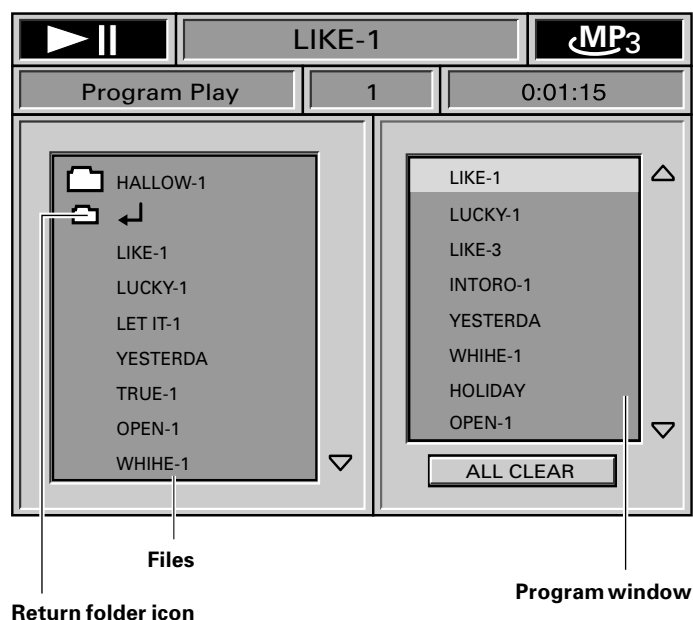 LIKE-1
MP3
Program Play
1
0:01:15
HALLOW-1
LIKE-1
LUCKY-1
LET IT-1
YESTERDA
TRUE-1
OPEN-1
WHIHE-1
LIKE-1
LUCKY-1
LIKE-3
INTORO-1
YESTERDA
WHIHE-1
HOLIDAY
OPEN-1
ALL CLEAR
Files
Program window
Return folder icon